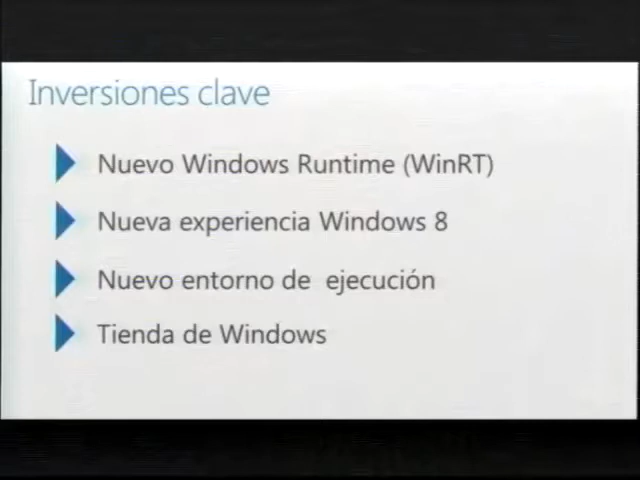 Inversiones clave
Nuevo Windows Runtime (WinRT)
Nueva experiencia Windows 8
Nuevo entorno de ejecución
Tienda de Windows